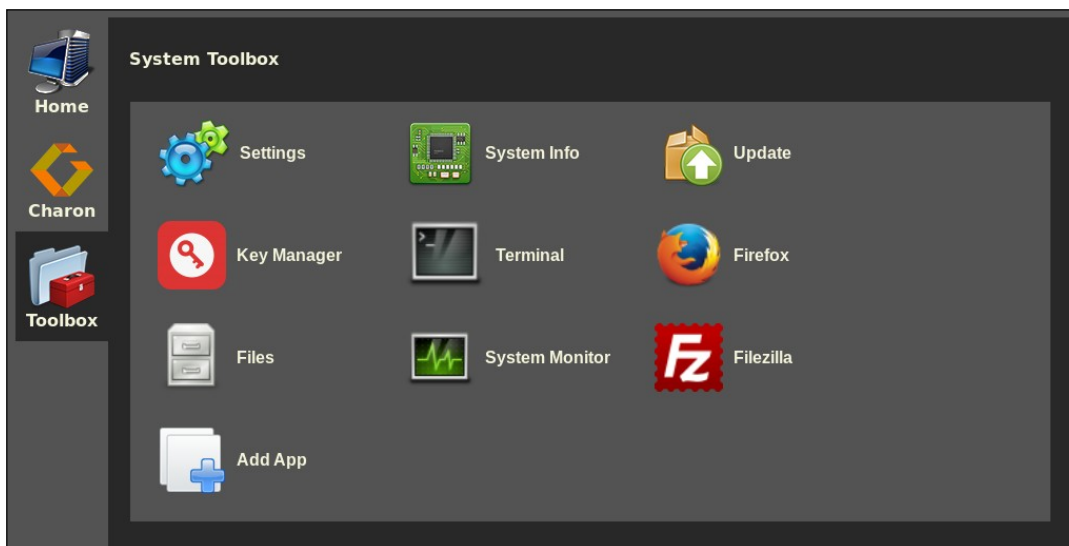 Home
Charon
Toolbox
System Toolbox
Settings
System Info
Update
Key Manager
Terminal
Firefox
Files
System Monitor
Fz
Filezilla
Add App